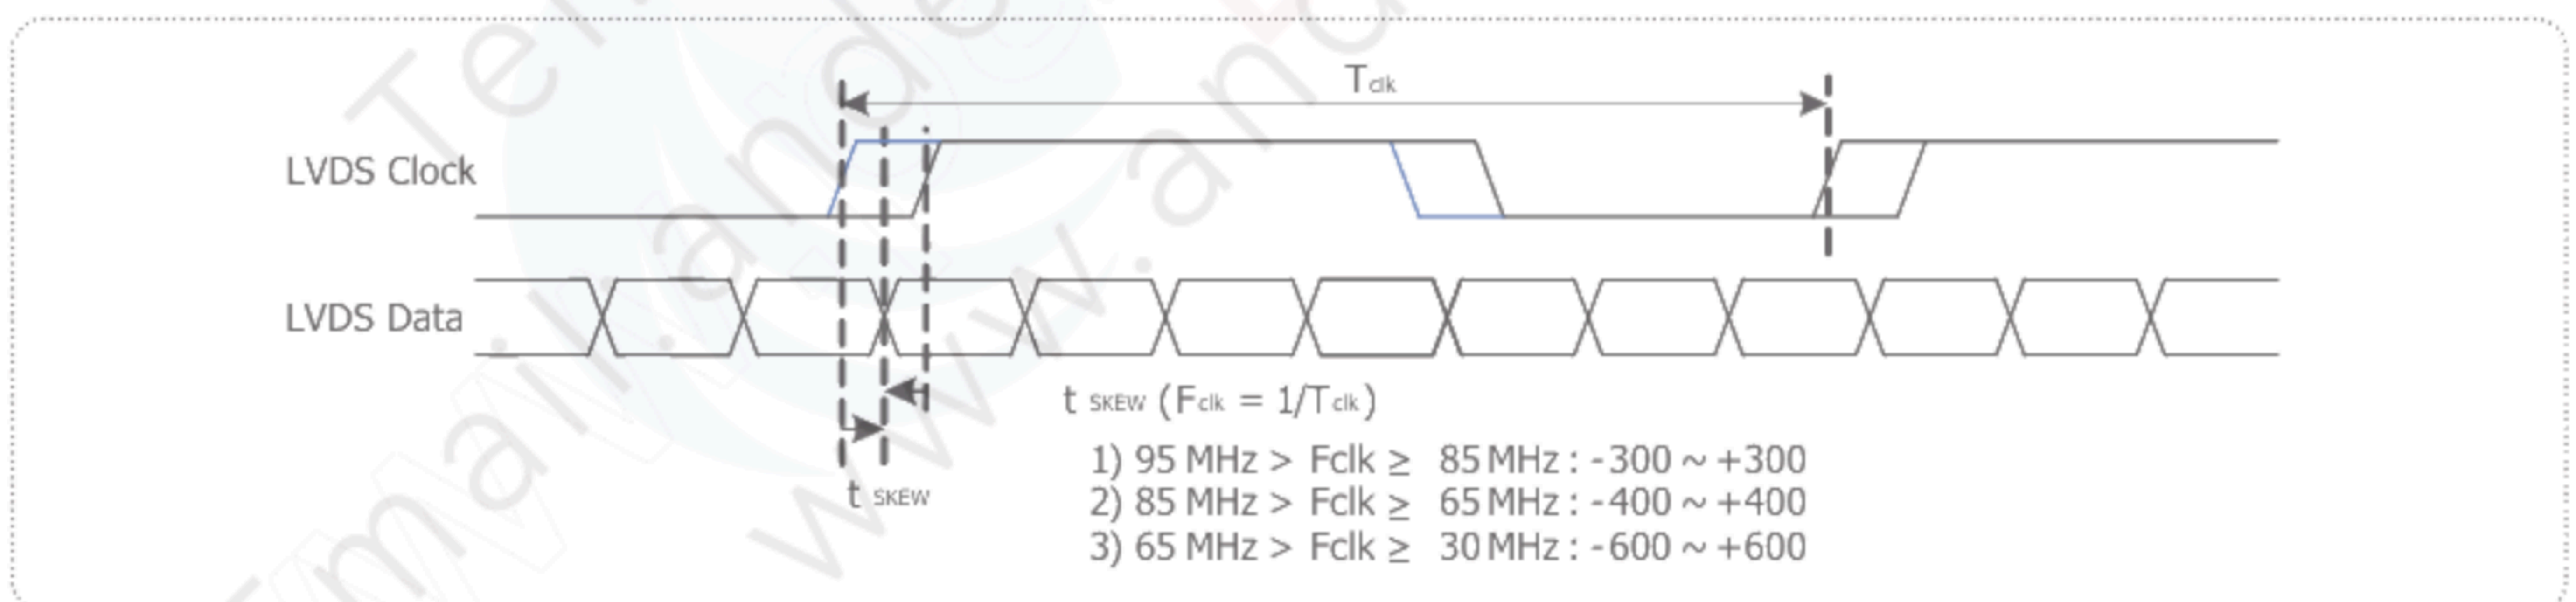 Tclk
LVDS Clock
LVDS Data
t SKEW (Fclk = 1/Tclk)
1) 95 MHz > Fclk ≥ 85 MHz : -300 ~ +300
2) 85 MHz > Fclk ≥ 65 MHz : -400 ~ +400
3) 65 MHz > Fclk ≥ 30 MHz : -600 ~ +600
t SKEW